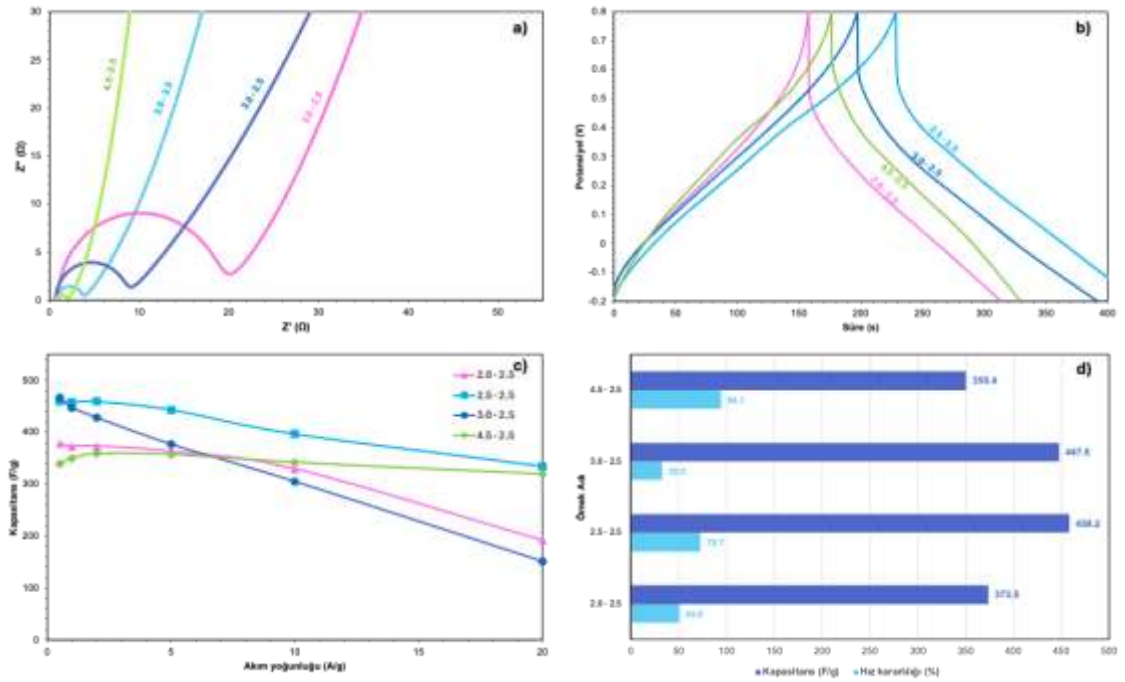 a)
30
25
20
15
10
5
0
Z'' (Ω)
4.5 - 2.5
2.5 - 2.5
3.0 - 2.5
0 10 20 30 40 50
Z' (Ω)
b)
0.8
0.7
0.6
0.5
0.4
0.3
0.2
0.1
0
-0.1
-0.2
Potansiyel (V)
2.5 - 2.5
3.0 - 2.5
4.5 - 2.5
2.0 - 2.5
0 50 100 150 200 250 300 350 400
Süre (s)
c)
500
400
300
200
100
0
Kapasitans (F/g)
2.0 - 2.5
2.5 - 2.5
3.0 - 2.5
4.5 - 2.5
0 5 10 15 20
Akım yoğunluğu (A/g)
d)
Örnek Adı
4.5 - 2.5
3.0 - 2.5
447.5
2.5 - 2.5
458.2
2.0 - 2.5
373.5
0 50 100 150 200 250 300 350 400 450 500
Kapasitans (F/g) Hız kararlılığı (%)